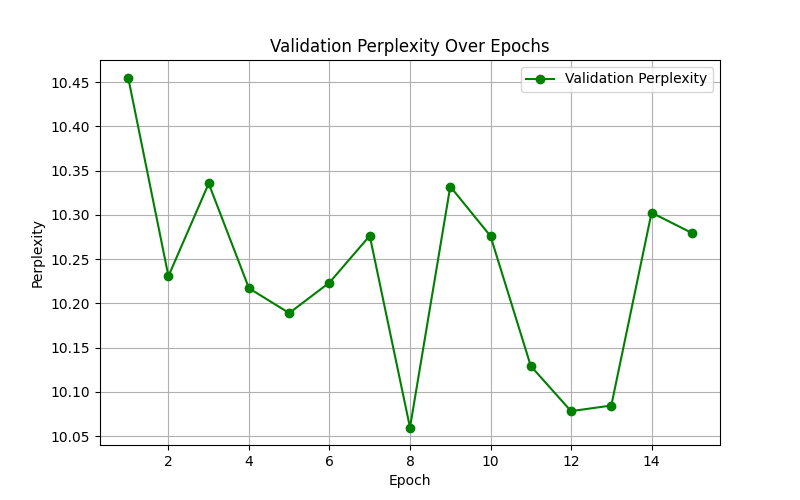 Validation Perplexity Over Epochs
Validation Perplexity
Perplexity
10.45
10.40
10.35
10.30
10.25
10.20
10.15
10.10
10.05
2 4 6 8 10 12 14
Epoch